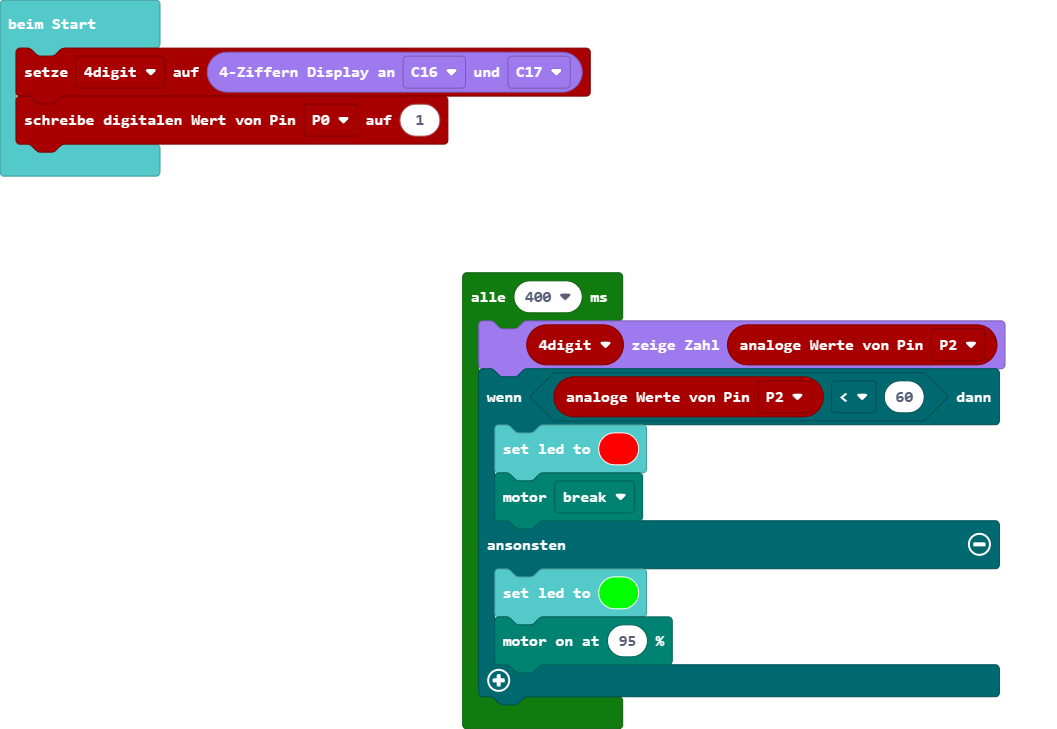 beim Start
setze 4digit auf 4-Ziffern Display an C16 und C17
schreibe digitalen Wert von Pin P0 auf 1
alle 400 ms
4digit zeige Zahl analoge Werte von Pin P2
wenn analoge Werte von Pin P2 < 60 dann
set led to
motor break
ansonsten
set led to
motor on at 95 %